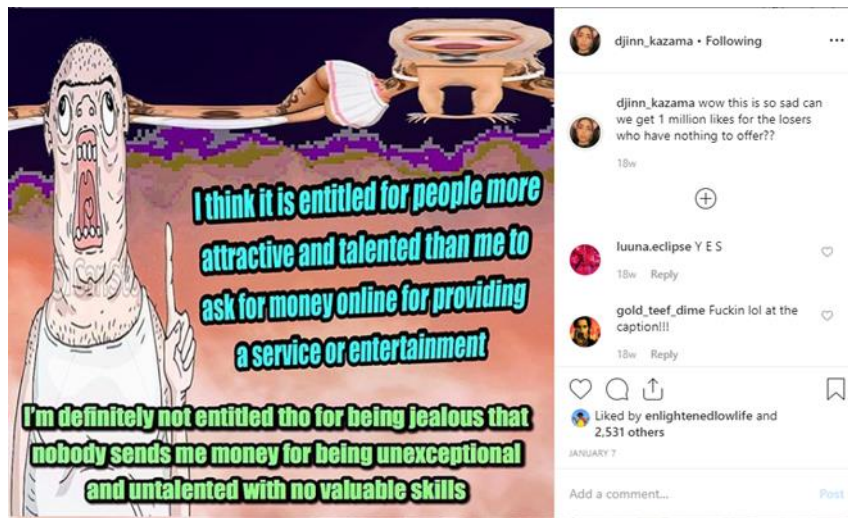 I think it is entitled for people more
attractive and talented than me to
ask for money online for providing
a service or entertainment
I'm definitely not entitled tho for being jealous that
nobody sends me money for being unexceptional
and untalented with no valuable skills
djinn_kazama • Following
djinn_kazama wow this is so sad can
we get 1 million likes for the losers
who have nothing to offer??
18w
luuna.eclipse Y E S
18w Reply
gold_teef_dime Fuckin lol at the
caption!!!
18w Reply
Liked by enlightenedlowlife and
2,531 others
JANUARY 7
Add a comment...
Post